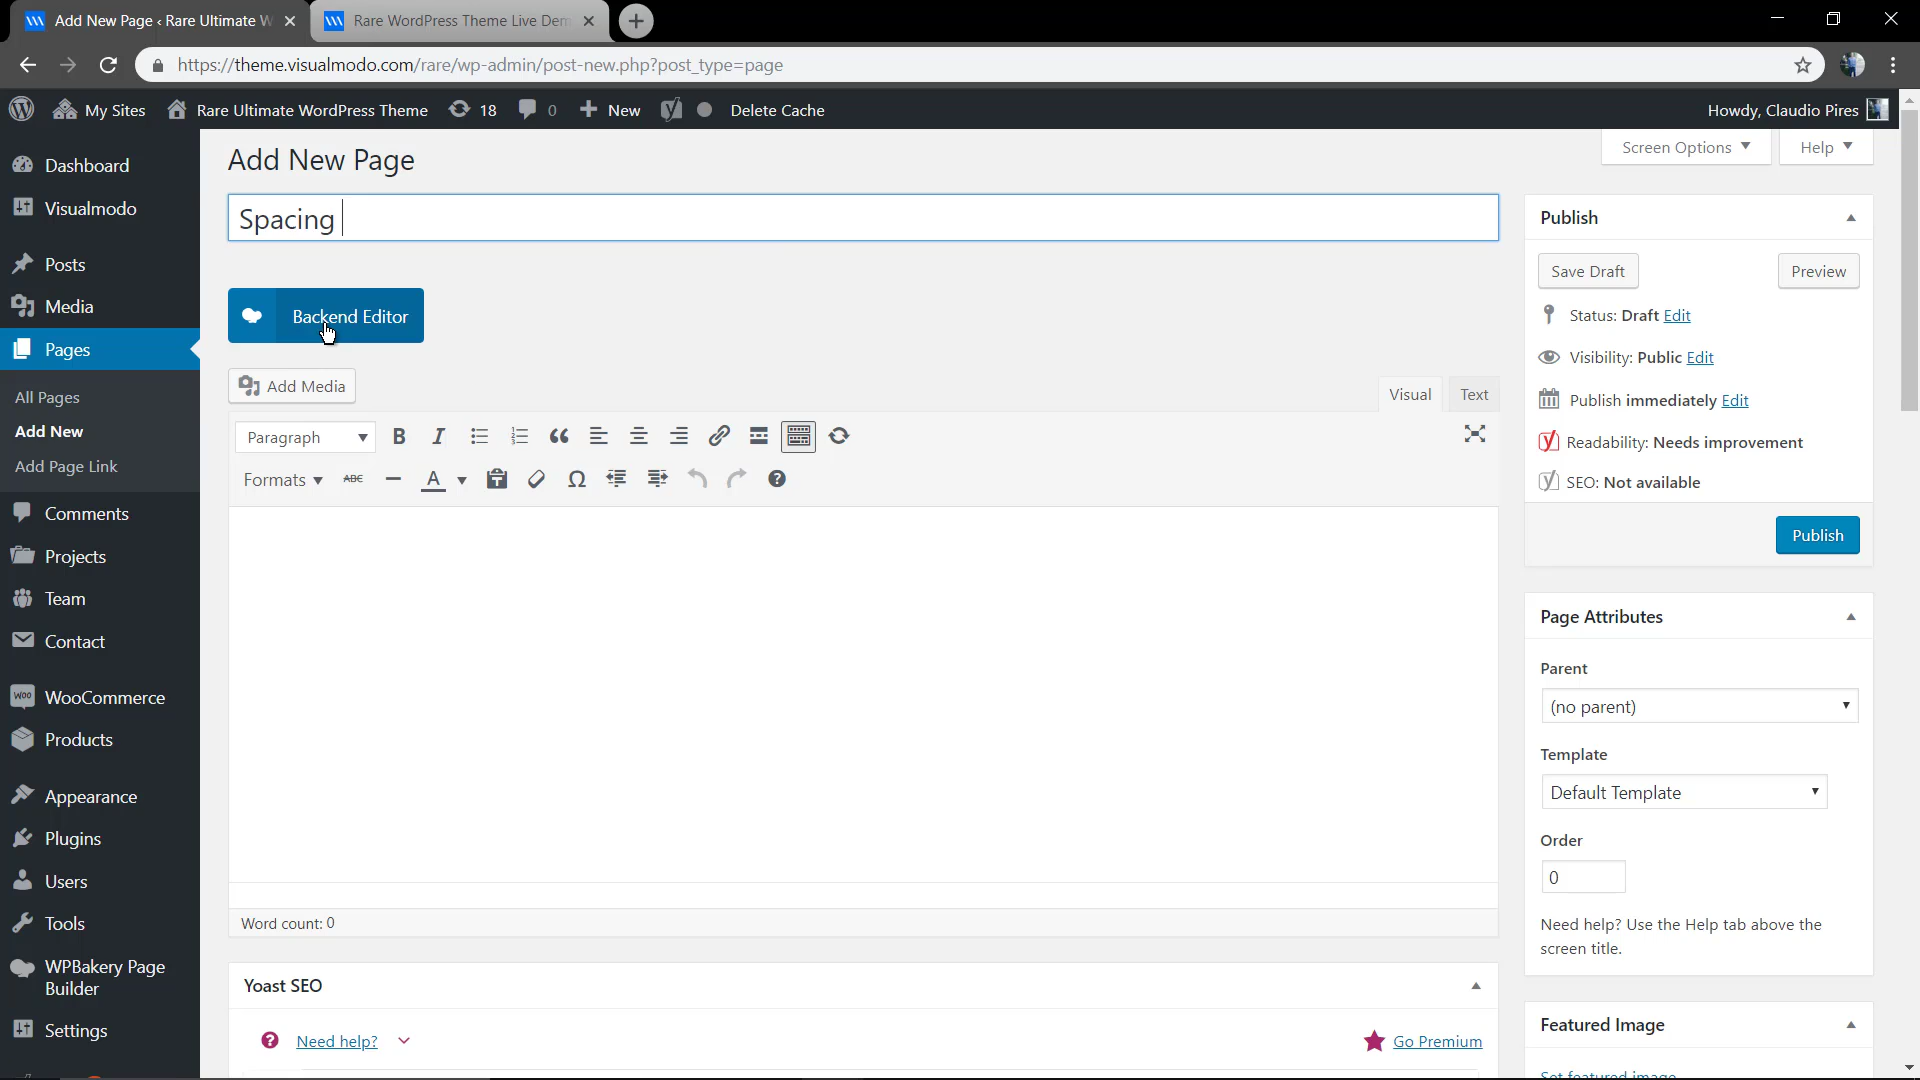 Add New Page ‹ Rare Ultimate W
Rare WordPress Theme Live Dem
https://theme.visualmodo.com/rare/wp-admin/post-new.php?post_type=page
My Sites
Rare Ultimate WordPress Theme
18
0
New
Delete Cache
Howdy, Claudio Pires
Dashboard
Visualmodo
Posts
Media
Pages
All Pages
Add New
Add Page Link
Comments
Projects
Team
Contact
WooCommerce
Products
Appearance
Plugins
Users
Tools
WPBakery Page
Builder
Settings
Add New Page
Screen Options
Help
Spacing
Backend Editor
Add Media
Visual
Text
Paragraph
Formats
ABC
Word count: 0
Yoast SEO
Need help?
Go Premium
Publish
Save Draft
Preview
Status: Draft Edit
Visibility: Public Edit
Publish immediately Edit
Readability: Needs improvement
SEO: Not available
Publish
Page Attributes
Parent
(no parent)
Template
Default Template
Order
0
Need help? Use the Help tab above the
screen title.
Featured Image
Set featured image